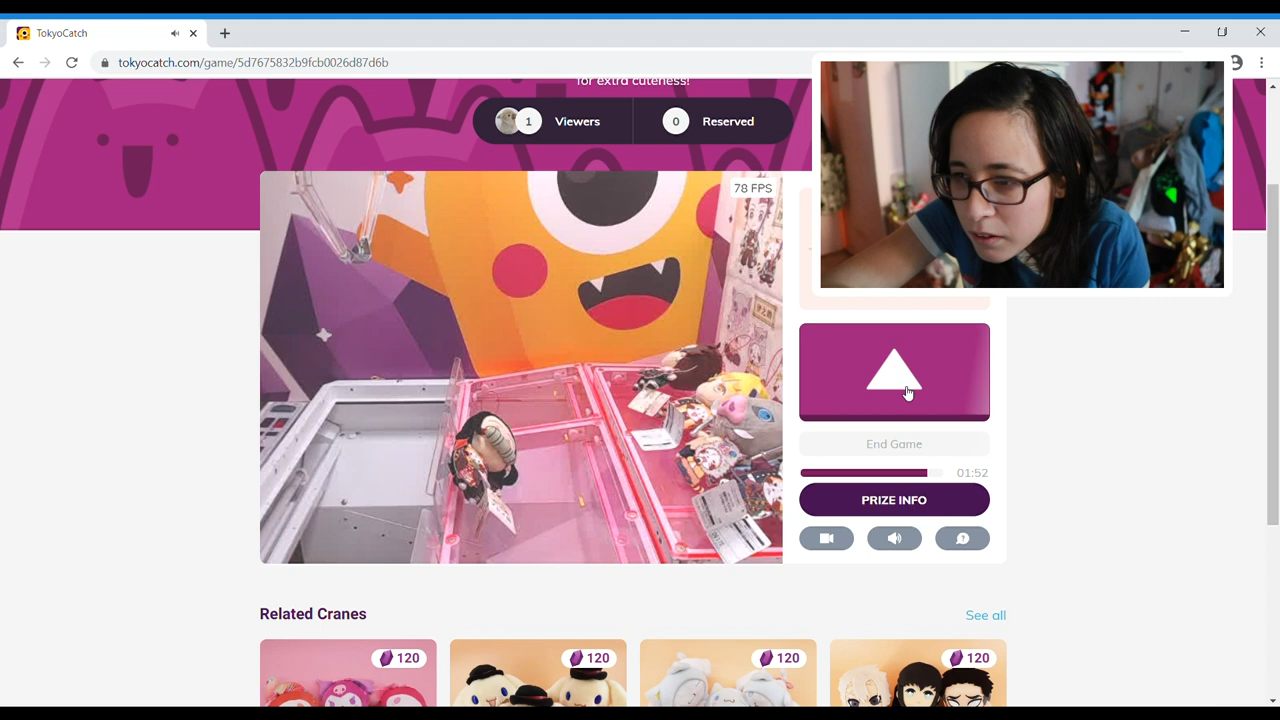 TokyoCatch
tokyocatch.com/game/5d7675832b9fcb0026d87d6b
for extra cuteness!
1 Viewers
0 Reserved
78 FPS
End Game
01:52
PRIZE INFO
Related Cranes
See all
120
120
120
120